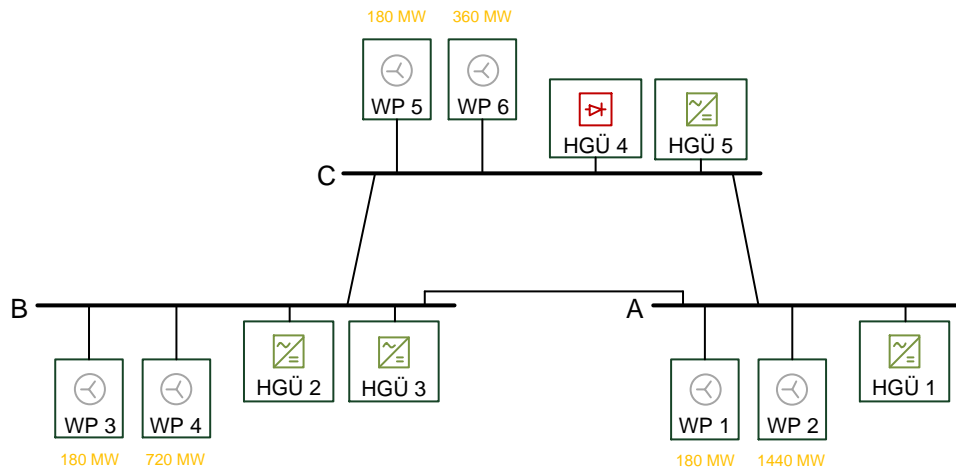 180 MW 360 MW
WP 5 WP 6 HGÜ 4 HGÜ 5
C
B A
HGÜ 2 HGÜ 3 HGÜ 1
WP 3 WP 4 WP 1 WP 2
180 MW 720 MW 180 MW 1440 MW